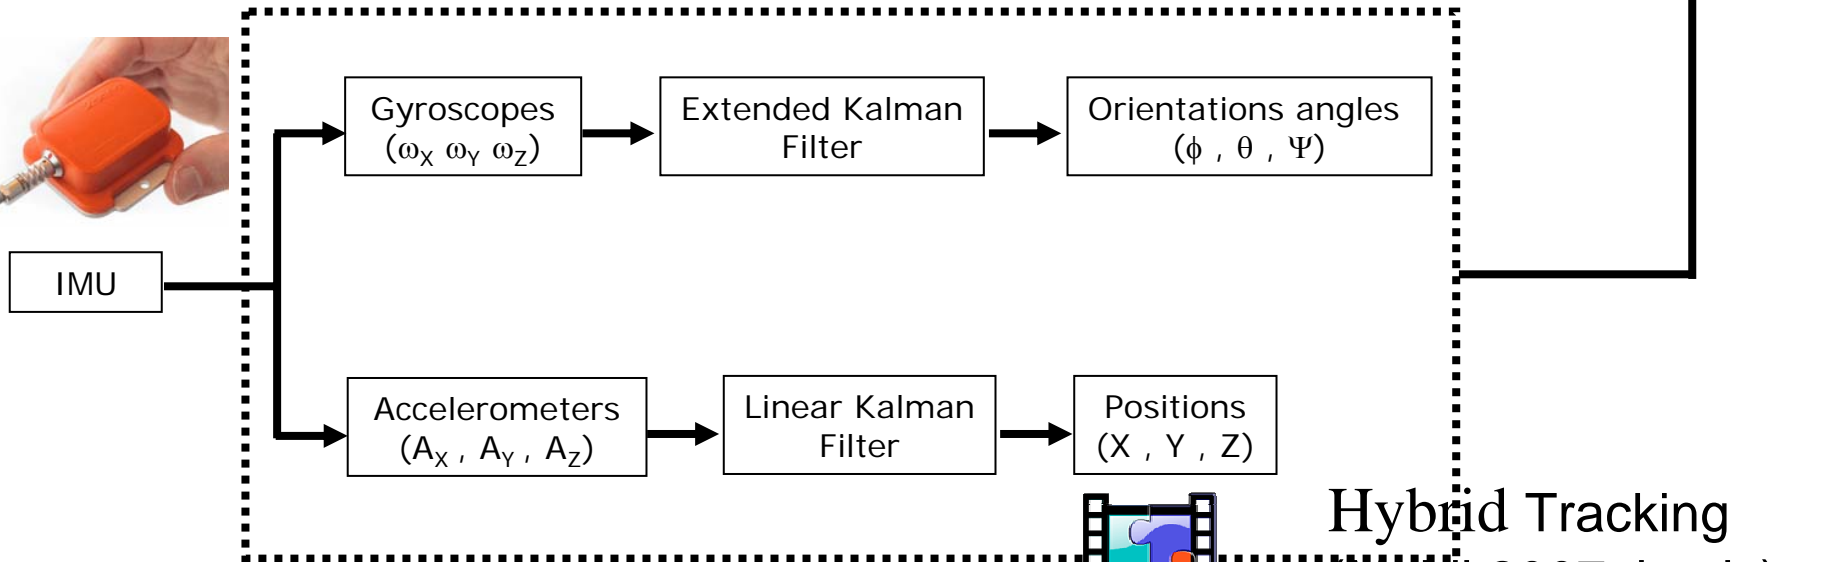 Gyroscopes
(ωX ωY ωZ)
Extended Kalman
Filter
Orientations angles
(ϕ , θ , Ψ)
IMU
Accelerometers
(AX , AY , AZ)
Linear Kalman
Filter
Positions
(X , Y , Z)
Hybrid Tracking